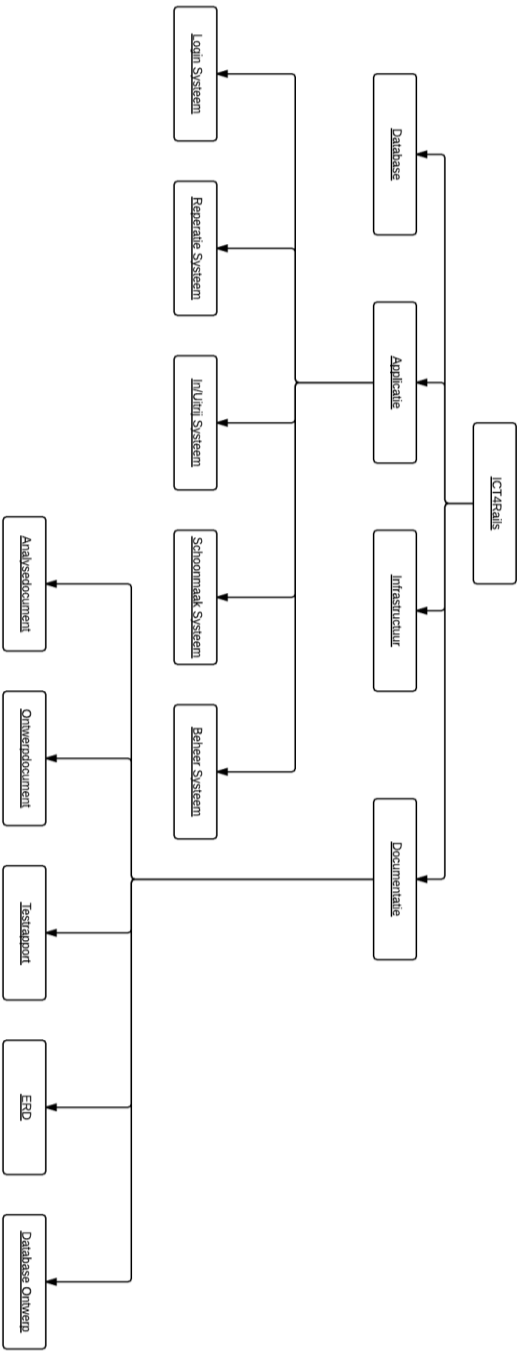 ICT4Rails
Database
Applicatie
Infrastructuur
Documentatie
Login Systeem
Reperatie Systeem
In/Uitrij Systeem
Schoonmaak Systeem
Beheer Systeem
Analysedocument
Ontwerpdocument
Testrapport
ERD
Database Ontwerp